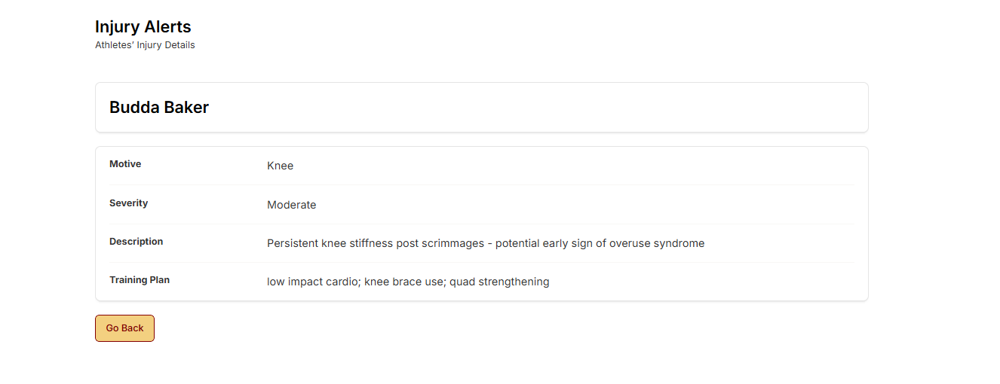 Injury Alerts
Athletes’ Injury Details
Budda Baker
Motive Knee
Severity Moderate
Description Persistent knee stiffness post scrimmages - potential early sign of overuse syndrome
Training Plan low impact cardio; knee brace use; quad strengthening
Go Back